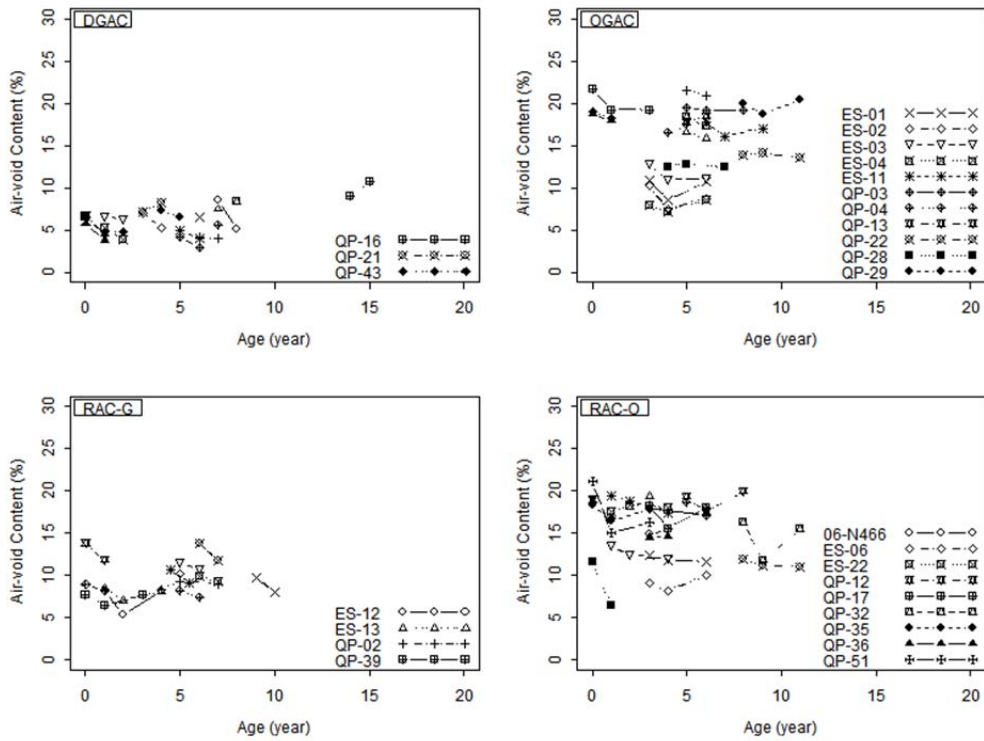 DGAC
30
25
20
15
10
5
0
Air-void Content (%)
QP-16
QP-21
QP-43
0 5 10 15 20
Age (year)
OGAC
30
25
20
15
10
5
0
Air-void Content (%)
ES-01
ES-02
ES-03
ES-04
ES-11
QP-03
QP-04
QP-13
QP-22
QP-28
QP-29
0 5 10 15 20
Age (year)
RAC-G
30
25
20
15
10
5
0
Air-void Content (%)
ES-12
ES-13
QP-02
QP-39
0 5 10 15 20
Age (year)
RAC-O
30
25
20
15
10
5
0
Air-void Content (%)
06-N466
ES-06
ES-22
QP-12
QP-17
QP-32
QP-35
QP-36
QP-51
0 5 10 15 20
Age (year)